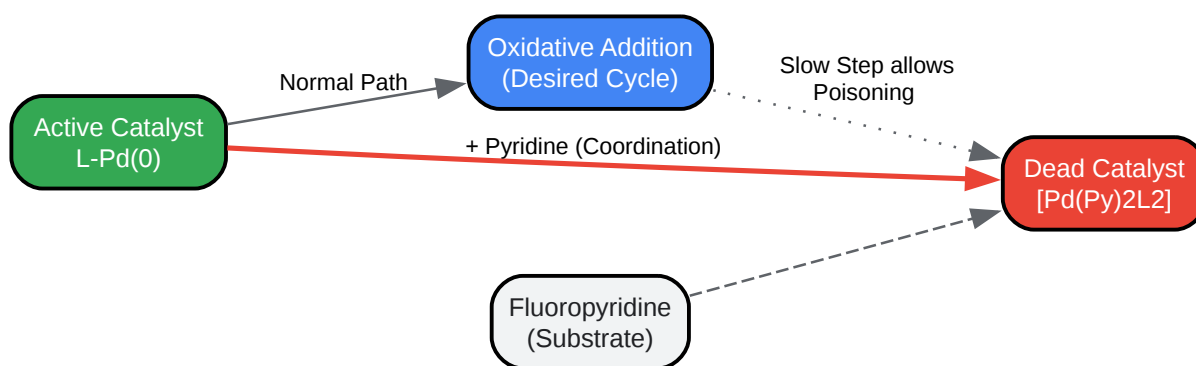 Oxidative Addition
(Desired Cycle)
Normal Path
Slow Step allows
Poisoning
Active Catalyst
L-Pd(0)
+ Pyridine (Coordination)
Dead Catalyst
[Pd(Py)2L2]
Fluoropyridine
(Substrate)